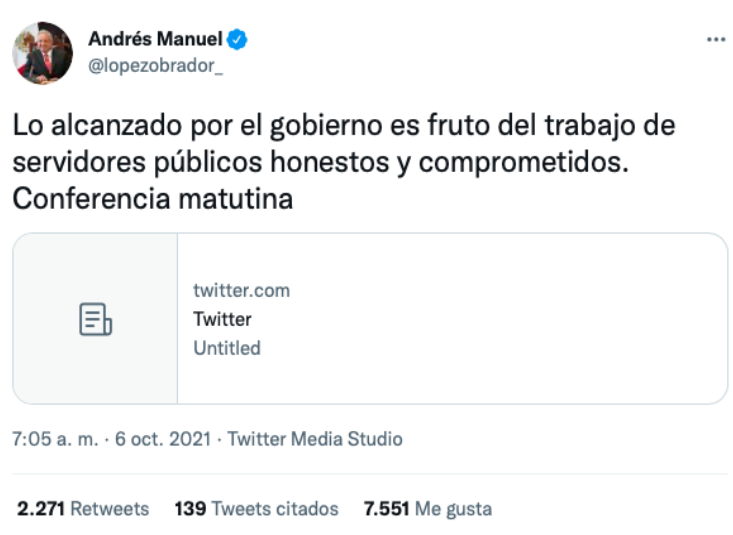 Andrés Manuel
@lopezobrador_
Lo alcanzado por el gobierno es fruto del trabajo de
servidores públicos honestos y comprometidos.
Conferencia matutina
twitter.com
Twitter
Untitled
7:05 a. m. · 6 oct. 2021 · Twitter Media Studio
2.271 Retweets 139 Tweets citados 7.551 Me gusta